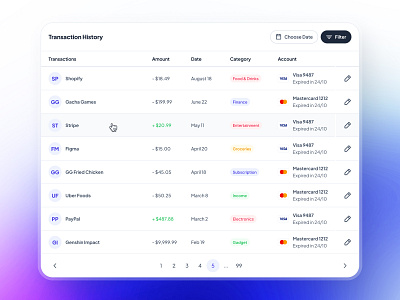 Transaction History
Choose Date
Filter
Transactions Amount Date Category Account
SP Shopify - $18.49 August 18 Food & Drinks VISA Visa 9487
Expired in 24/10
GG Gacha Games - $199.99 June 22 Finance Mastercard 1212
Expired in 24/10
ST Stripe + $20.99 May 11 Entertainment VISA Visa 9487
Expired in 24/10
FM Figma - $15.00 April 20 Groceries VISA Visa 9487
Expired in 24/10
GG GG Fried Chicken - $45.05 April 18 Subscription Mastercard 1212
Expired in 24/10
UF Uber Foods - $50.25 March 8 Income Mastercard 1212
Expired in 24/10
PP PayPal + $487.88 March 2 Electronics VISA Visa 9487
Expired in 24/10
GI Genshin Impact - $9,999.99 Feb 19 Gadget Mastercard 1212
Expired in 24/10
1 2 3 4 5 ... 99